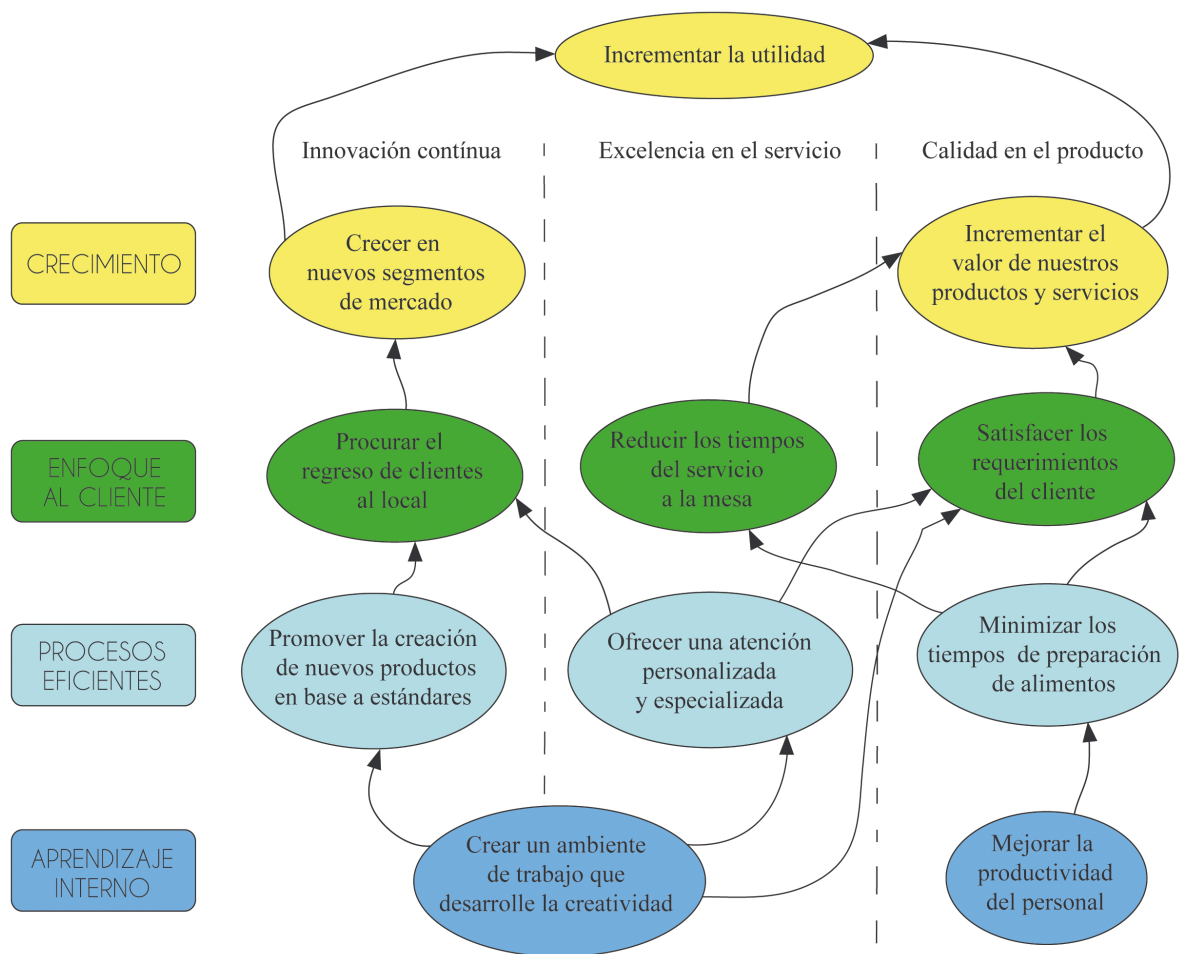 Incrementar la utilidad
Innovación contínua
Excelencia en el servicio
Calidad en el producto
CRECIMIENTO
Crecer en
nuevos segmentos
de mercado
Incrementar el
valor de nuestros
productos y servicios
ENFOQUE
AL CLIENTE
Procurar el
regreso de clientes
al local
Reducir los tiempos
del servicio
a la mesa
Satisfacer los
requerimientos
del cliente
PROCESOS
EFICIENTES
Promover la creación
de nuevos productos
en base a estándares
Ofrecer una atención
personalizada
y especializada
Minimizar los
tiempos de preparación
de alimentos
APRENDIZAJE
INTERNO
Crear un ambiente
de trabajo que
desarrolle la creatividad
Mejorar la
productividad
del personal